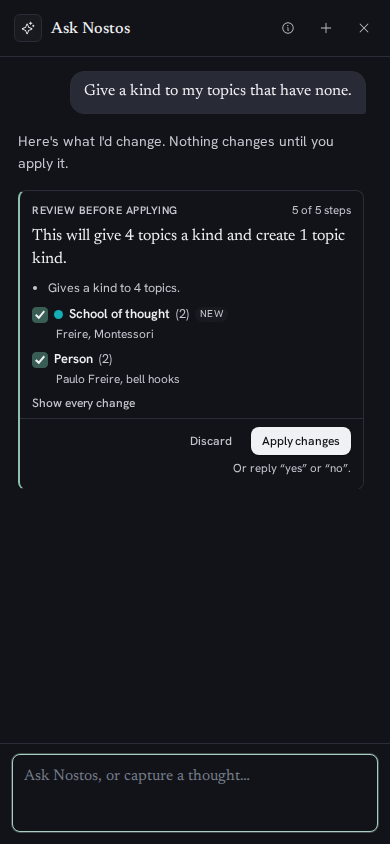 Ask Nostos
Give a kind to my topics that have none.
Here's what I'd change. Nothing changes until you
apply it.
REVIEW BEFORE APPLYING 5 of 5 steps
This will give 4 topics a kind and create 1 topic
kind.
• Gives a kind to 4 topics.
School of thought (2) NEW
Freire, Montessori
Person (2)
Paulo Freire, bell hooks
Show every change
Discard Apply changes
Or reply “yes” or “no”.
Ask Nostos, or capture a thought...